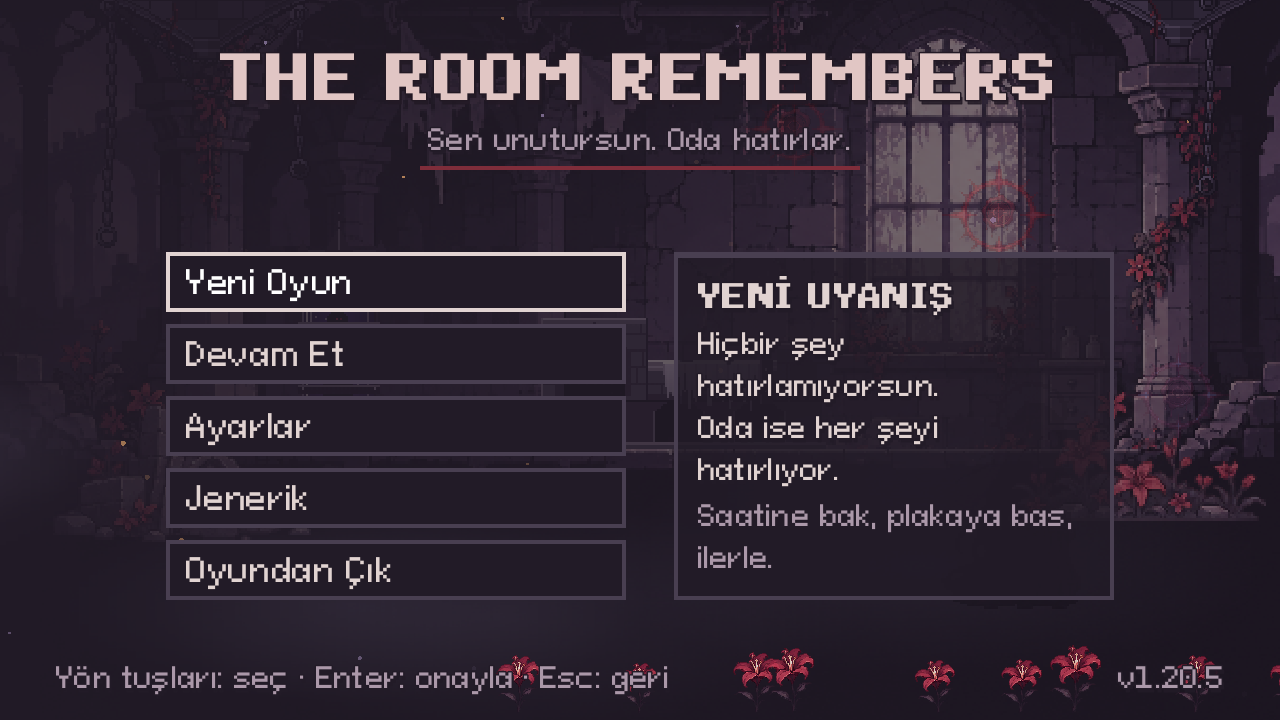 THE ROOM REMEMBERS
Sen unutursun. Oda hatırlar.
Yeni Oyun
Devam Et
Ayarlar
Jenerik
Oyundan Çık
YENİ UYANIŞ
Hiçbir şey
hatırlamıyorsun.
Oda ise her şeyi
hatırlıyor.
Saatine bak, plakaya bas,
ilerle.
Yön tuşları: seç · Enter: onayla · Esc: geri
v1.20.5